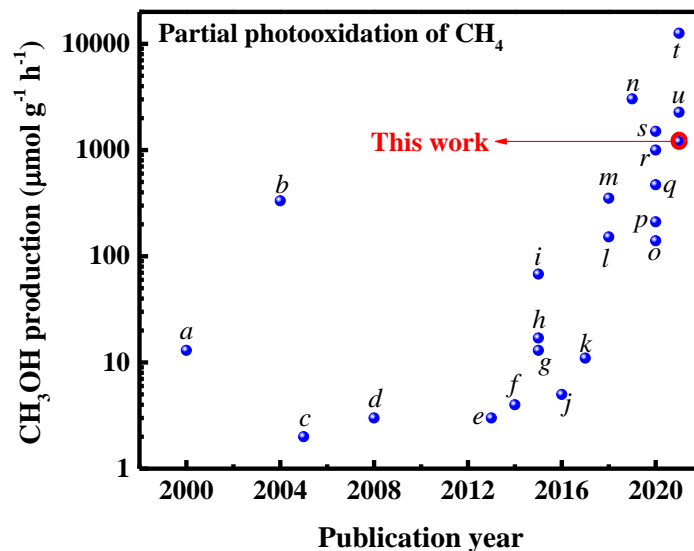 Partial photooxidation of CH₄
CH₃OH production (μmol g⁻¹ h⁻¹)
10000
1000
100
10
1
t
n
u
s
This work
r
b
m
q
p
l
o
i
a
h
g
k
f
j
d
e
c
2000
2004
2008
2012
2016
2020
Publication year